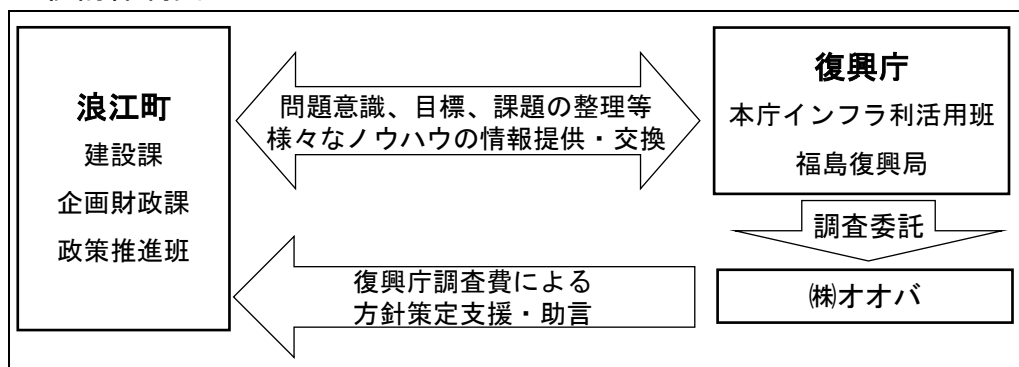 浪江町
建設課
企画財政課
政策推進班
問題意識、目標、課題の整理等
様々なノウハウの情報提供・交換
復興庁
本庁インフラ利活用班
福島復興局
調査委託
復興庁調査費による
方針策定支援・助言
㈱オオバ